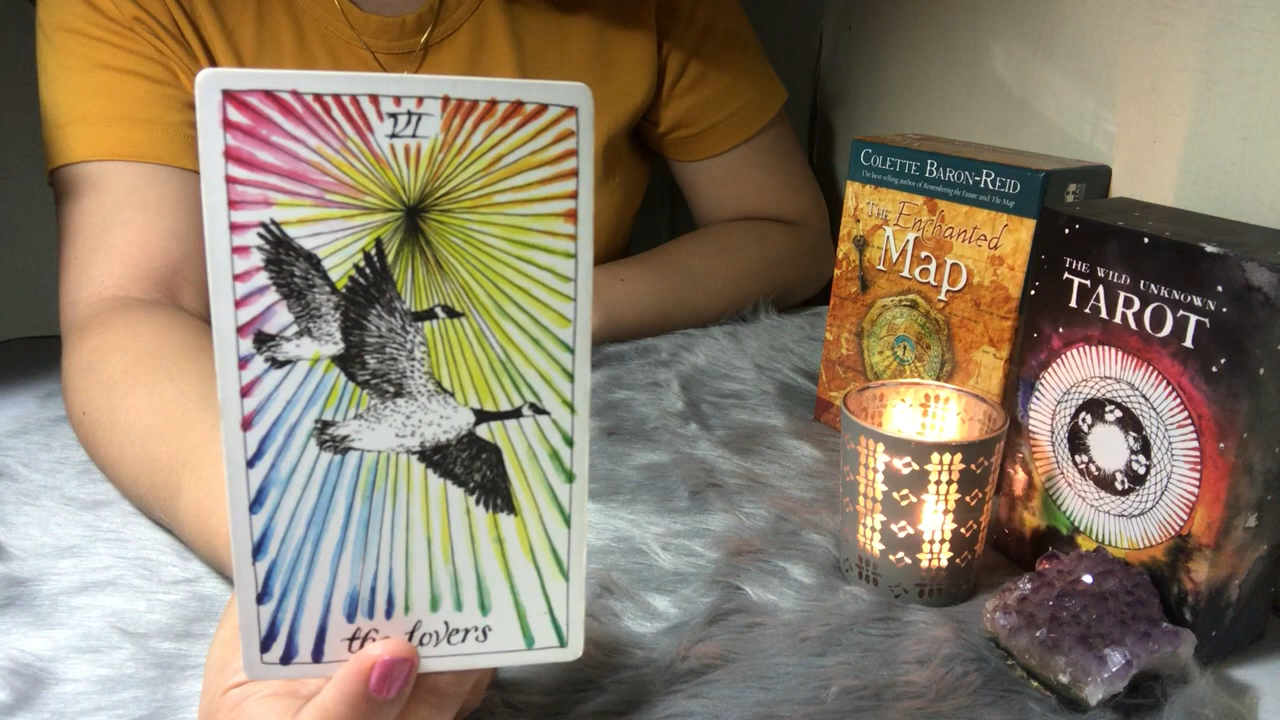 VI
the lovers
COLETTE BARON-REID
The best-selling author of Remembering the Future and The Map
The Enchanted
Map
THE WILD UNKNOWN
TAROT